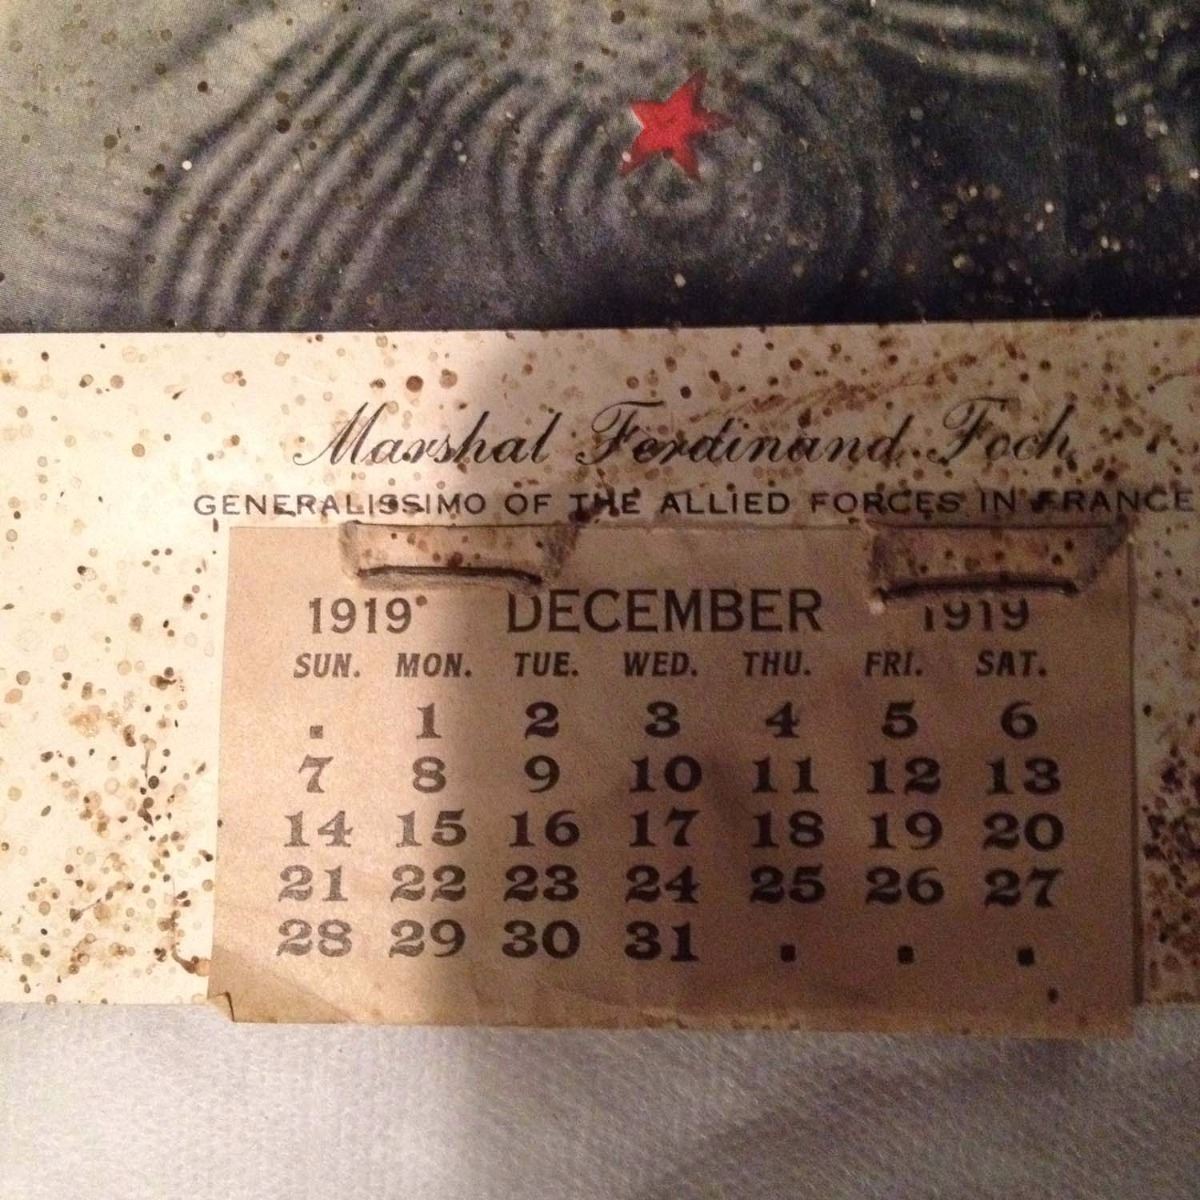 Marshal Ferdinand Foch
GENERALISSIMO OF THE ALLIED FORCES IN FRANCE
1919 DECEMBER 1919
SUN. MON. TUE. WED. THU. FRI. SAT.
. 1 2 3 4 5 6
7 8 9 10 11 12 13
14 15 16 17 18 19 20
21 22 23 24 25 26 27
28 29 30 31 . . .